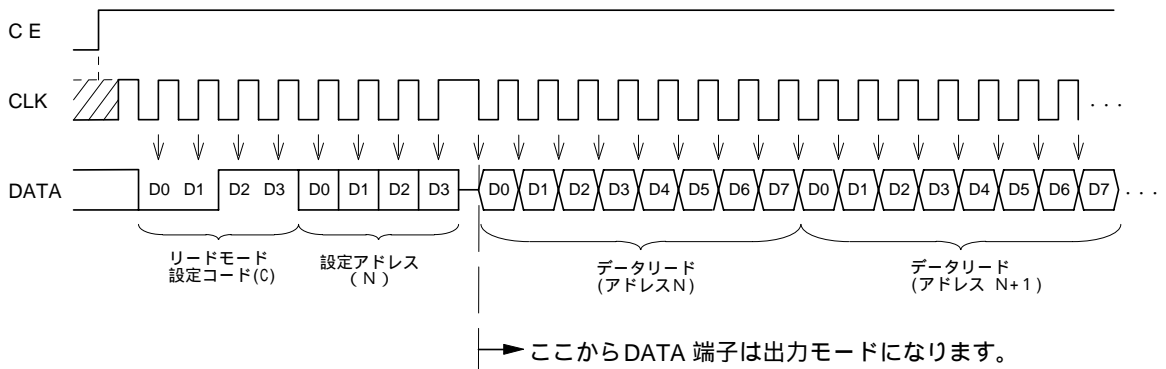 CE
CLK
. . .
DATA D0 D1 D2 D3 D0 D1 D2 D3 D0 D1 D2 D3 D4 D5 D6 D7 D0 D1 D2 D3 D4 D5 D6 D7 . . .
リードモード
設定コード(C)
設定アドレス
(N)
データリード
(アドレスN)
データリード
(アドレス N+1)
ここからDATA 端子は出力モードになります。